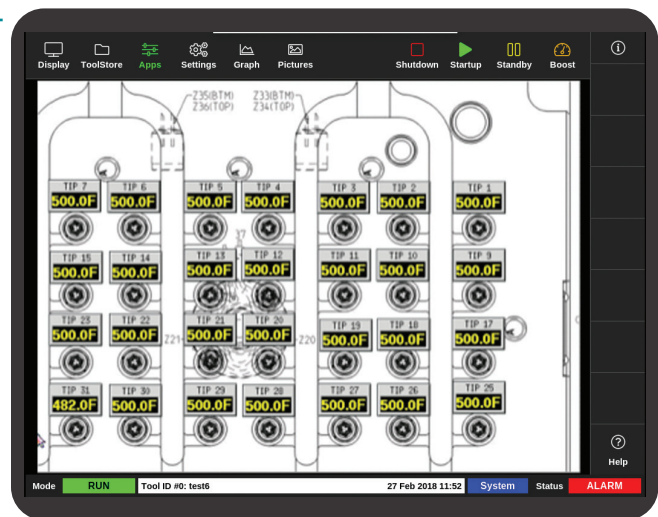 Display ToolStore Apps Settings Graph Pictures Shutdown Startup Standby Boost
Z35(BTM) Z33(BTM)
Z36(TOP) Z34(TOP)
TIP 7 TIP 6 TIP 5 TIP 4 TIP 3 TIP 2 TIP 1
500.0F 500.0F 500.0F 500.0F 500.0F 500.0F 500.0F
37
TIP 15 TIP 14 TIP 13 TIP 12 TIP 11 TIP 10 TIP 9
500.0F 500.0F 500.0F 500.0F 500.0F 500.0F 500.0F
TIP 23 TIP 22 TIP 21 TIP 20 TIP 19 TIP 18 TIP 17
500.0F 500.0F 500.0F 500.0F 500.0F 500.0F 500.0F
Z21 Z20
TIP 31 TIP 30 TIP 29 TIP 28 TIP 27 TIP 26 TIP 25
482.0F 500.0F 500.0F 500.0F 500.0F 500.0F 500.0F
Help
Mode RUN Tool ID #0: test6 27 Feb 2018 11:52 System Status ALARM